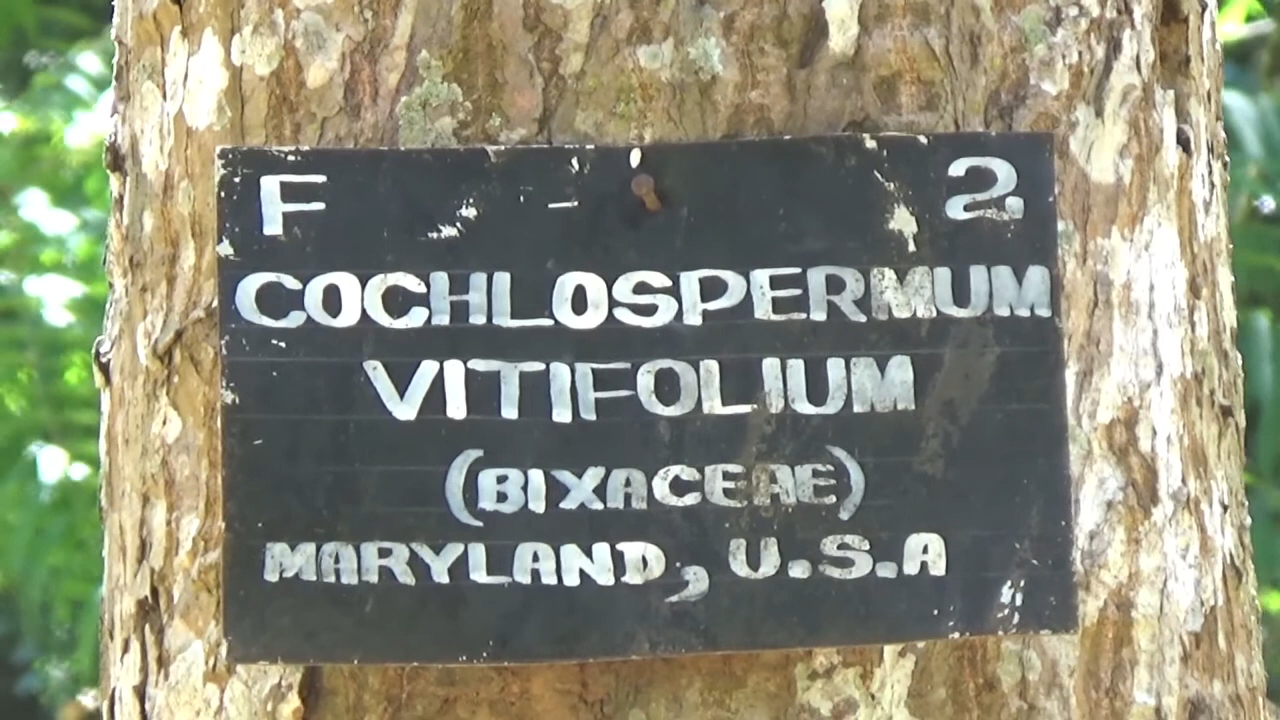 F 2.
COCHLOSPERMUM
VITIFOLIUM
(BIXACEAE)
MARYLAND, U.S.A